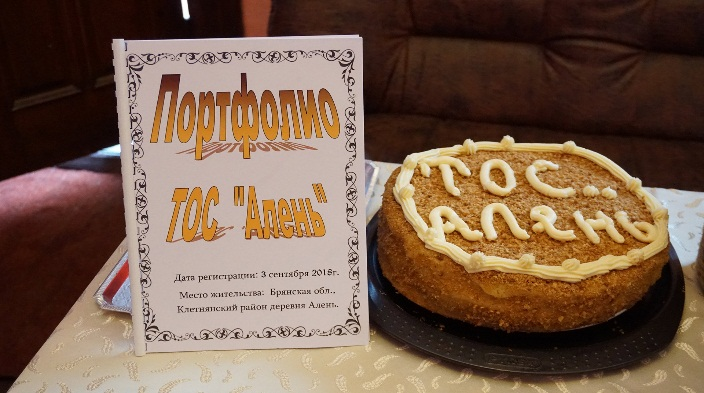 Портфолио
ТОС "Алень"
Дата регистрации: 3 сентября 2018г.
Место жительства: Брянская обл.,
Клетнянский район деревня Алень.
"ТОС...
Алень